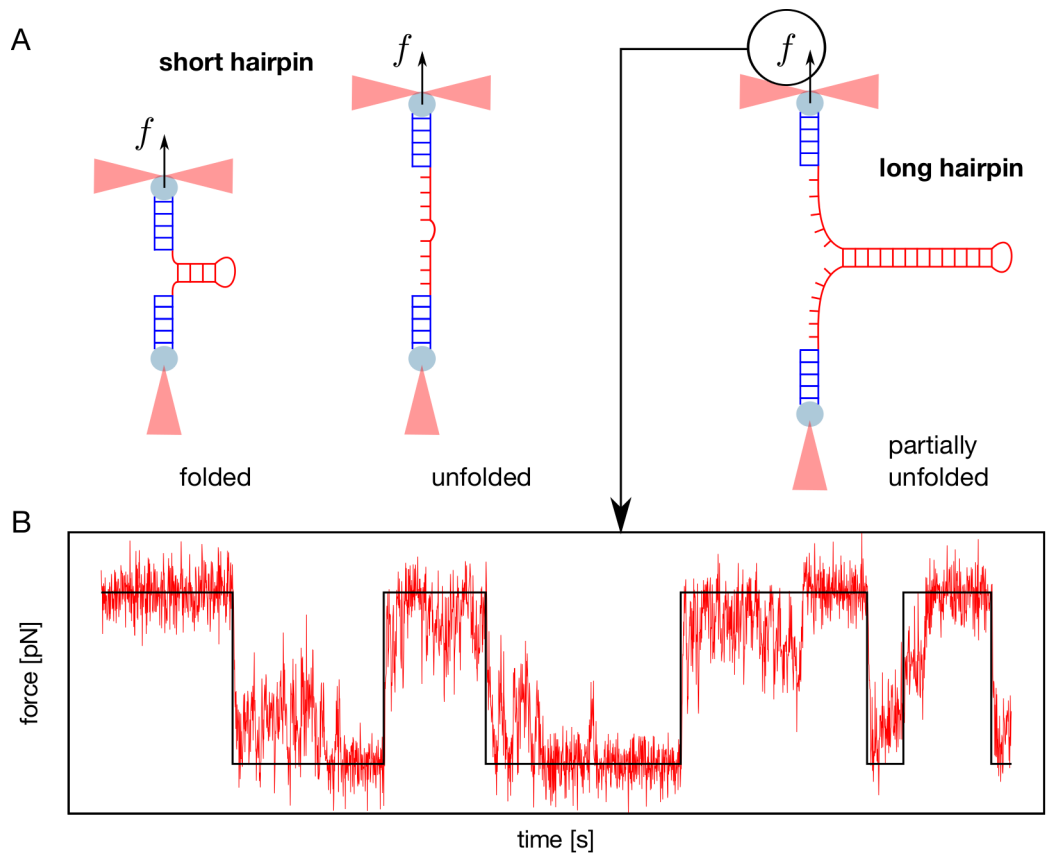 A
short hairpin
f
f
f
long hairpin
folded
unfolded
partially
unfolded
B
force [pN]
time [s]